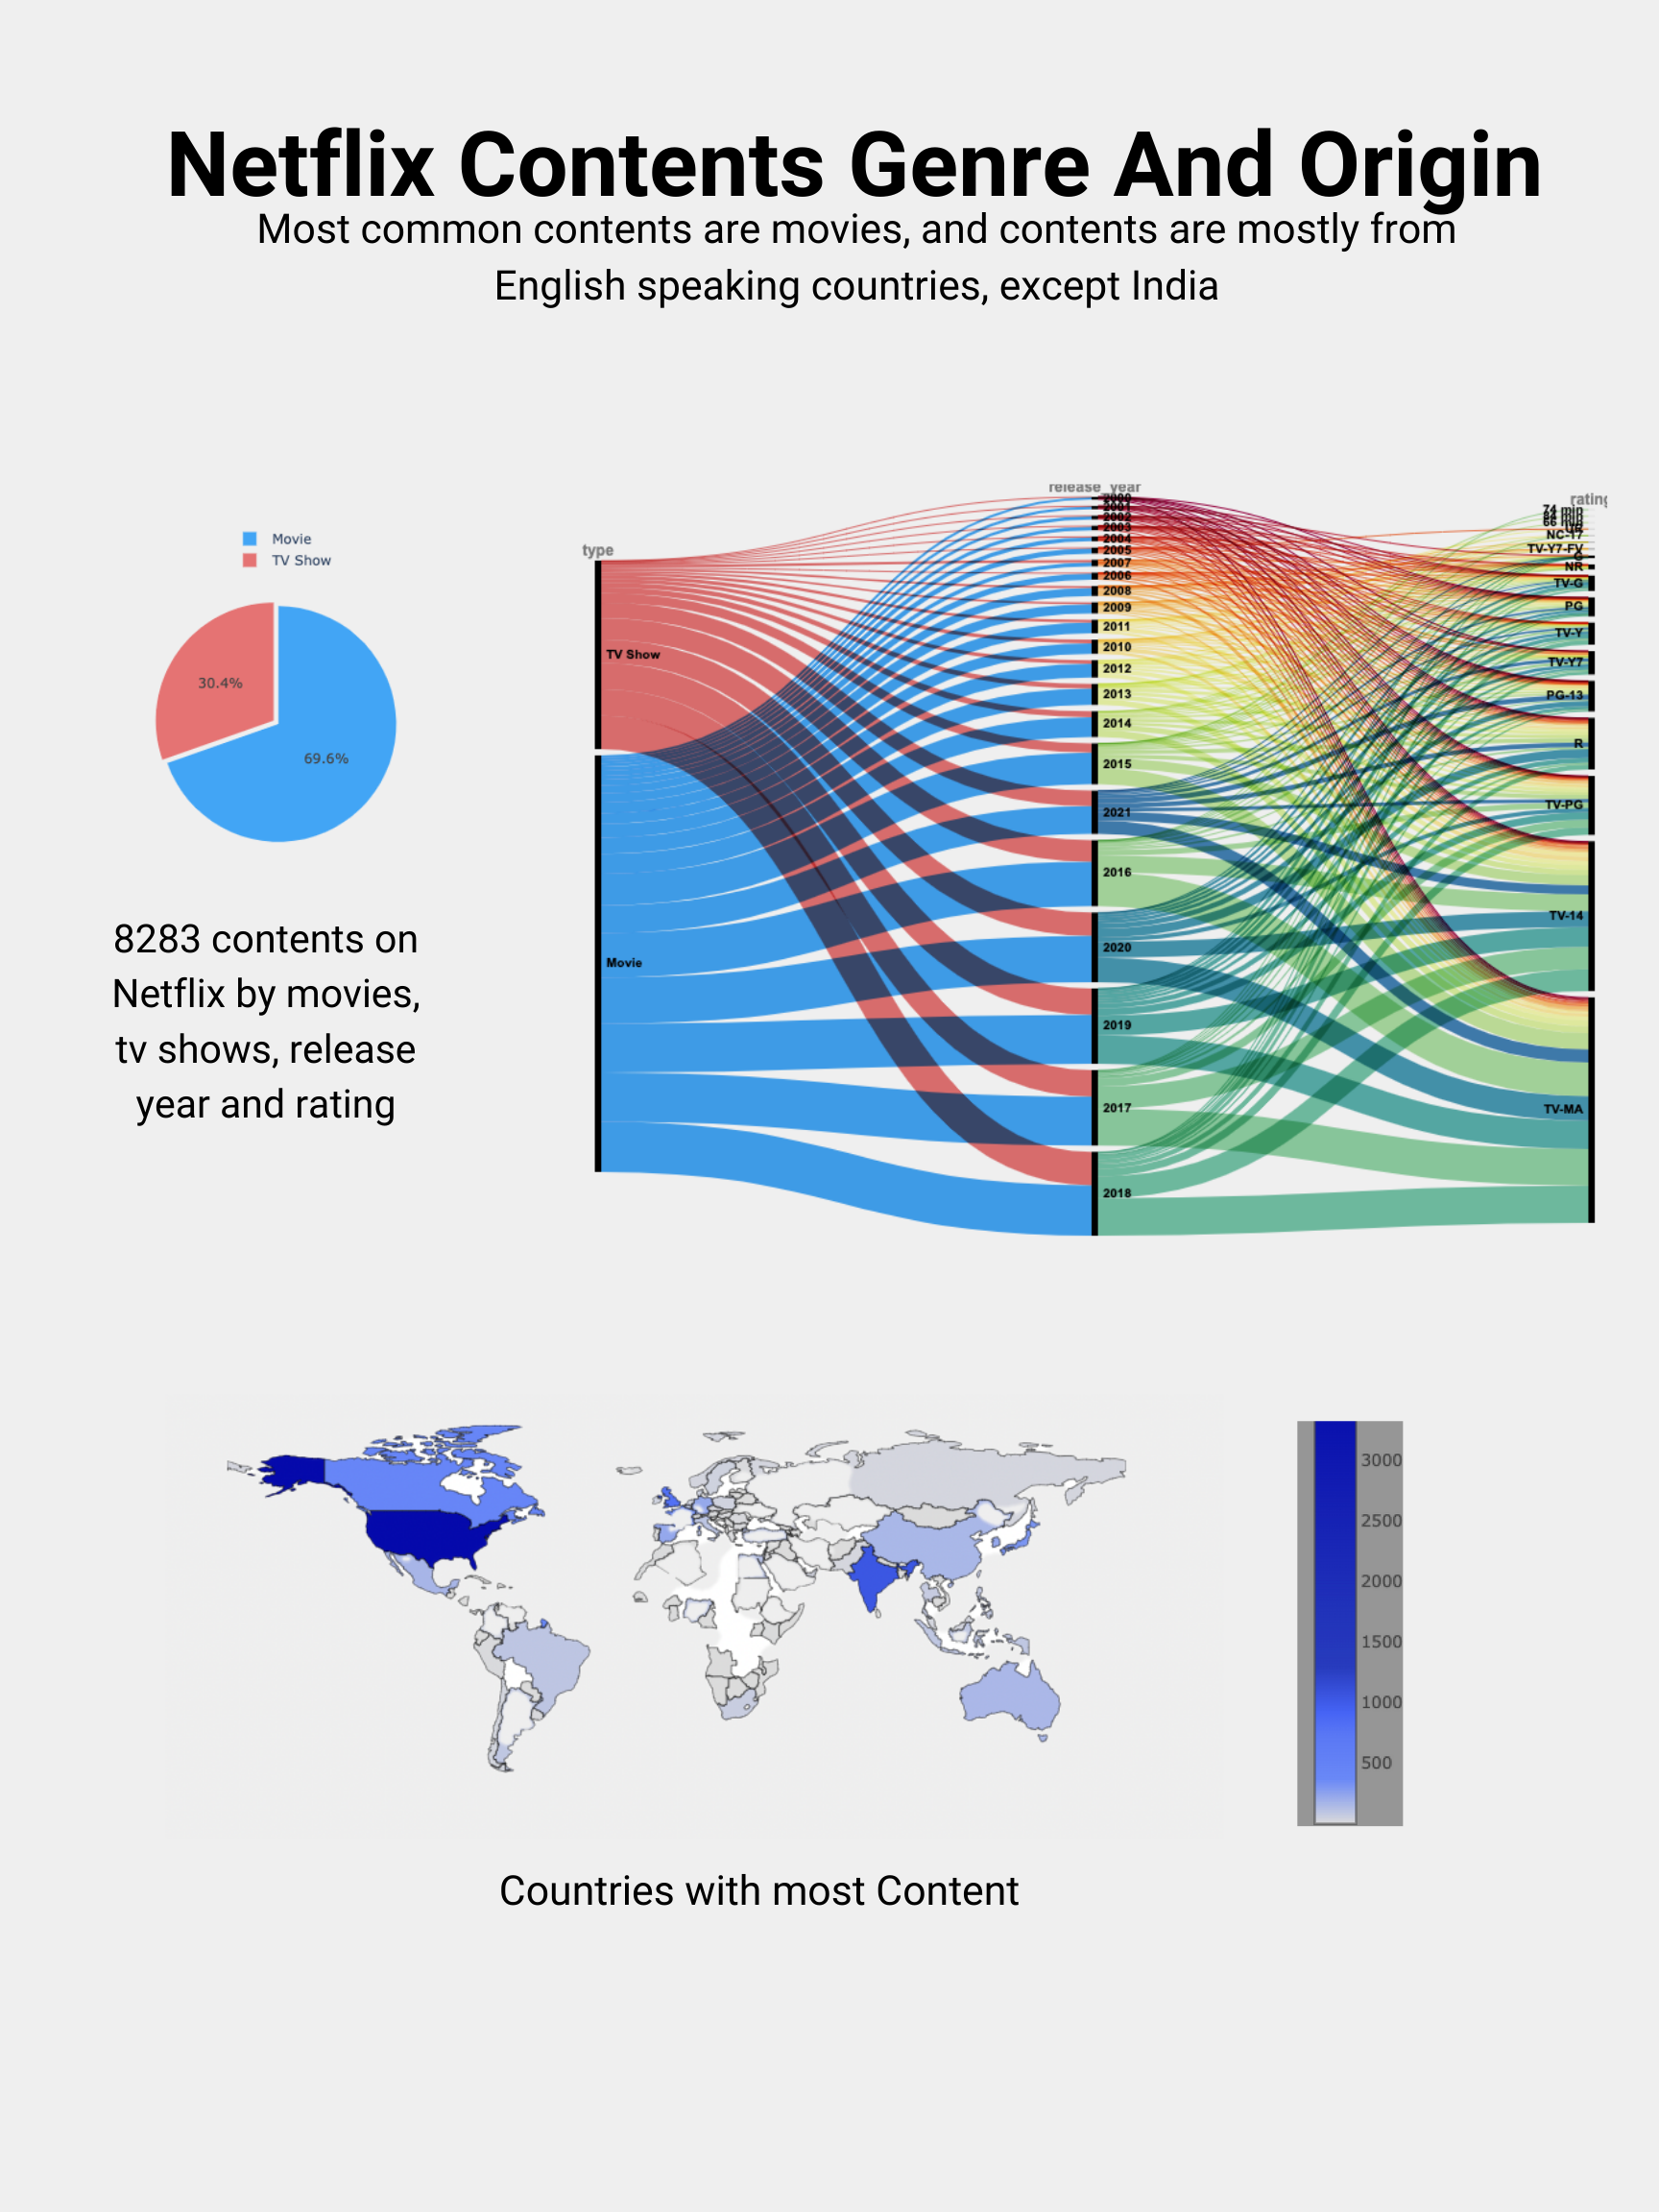 Netflix Contents Genre And Origin
Most common contents are movies, and contents are mostly from
English speaking countries, except India
Movie
TV Show
30.4%
69.6%
8283 contents on
Netflix by movies,
tv shows, release
year and rating
type
TV Show
Movie
release_year
2000
2001
2002
2003
2004
2005
2007
2006
2008
2009
2011
2010
2012
2013
2014
2015
2021
2016
2020
2019
2017
2018
rating
74 min
66 min
NC-17
TV-Y7-FV
G
NR
TV-G
PG
TV-Y
TV-Y7
PG-13
R
TV-PG
TV-14
TV-MA
3000
2500
2000
1500
1000
500
Countries with most Content